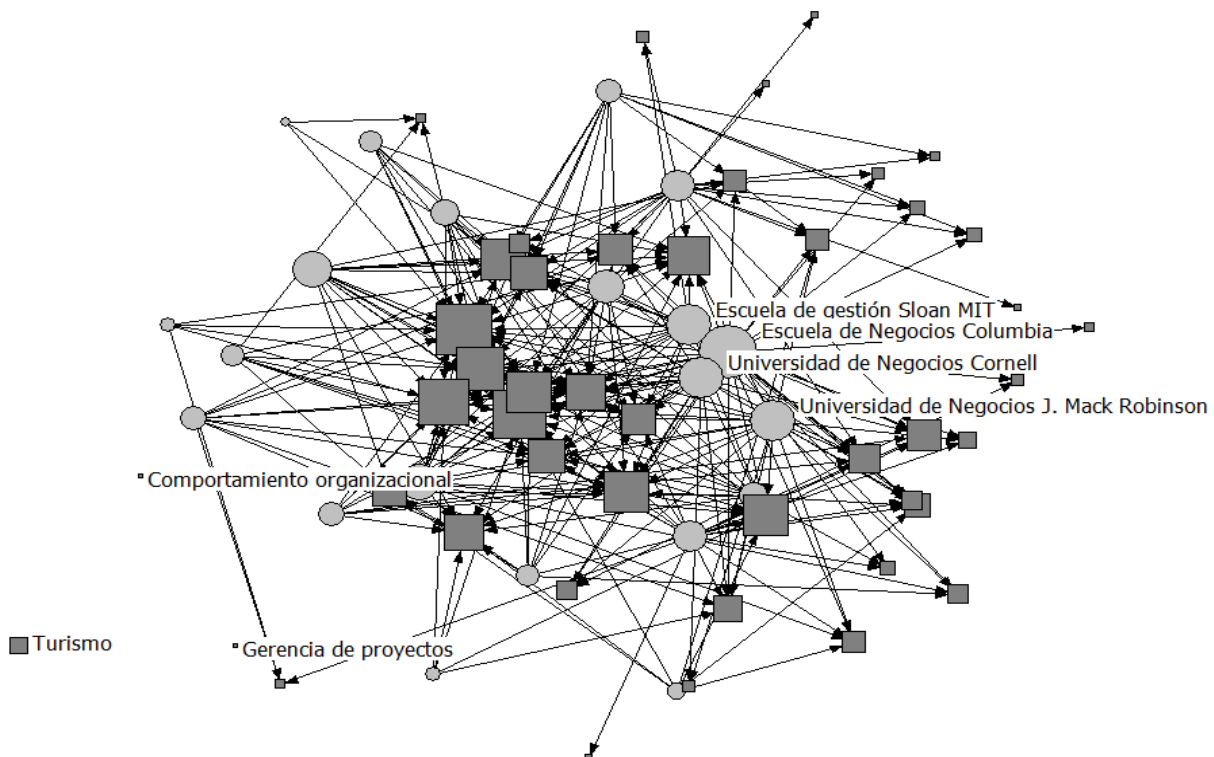 Escuela de gestión Sloan MIT
Escuela de Negocios Columbia
Universidad de Negocios Cornell
Universidad de Negocios J. Mack Robinson
Comportamiento organizacional
Turismo
Gerencia de proyectos